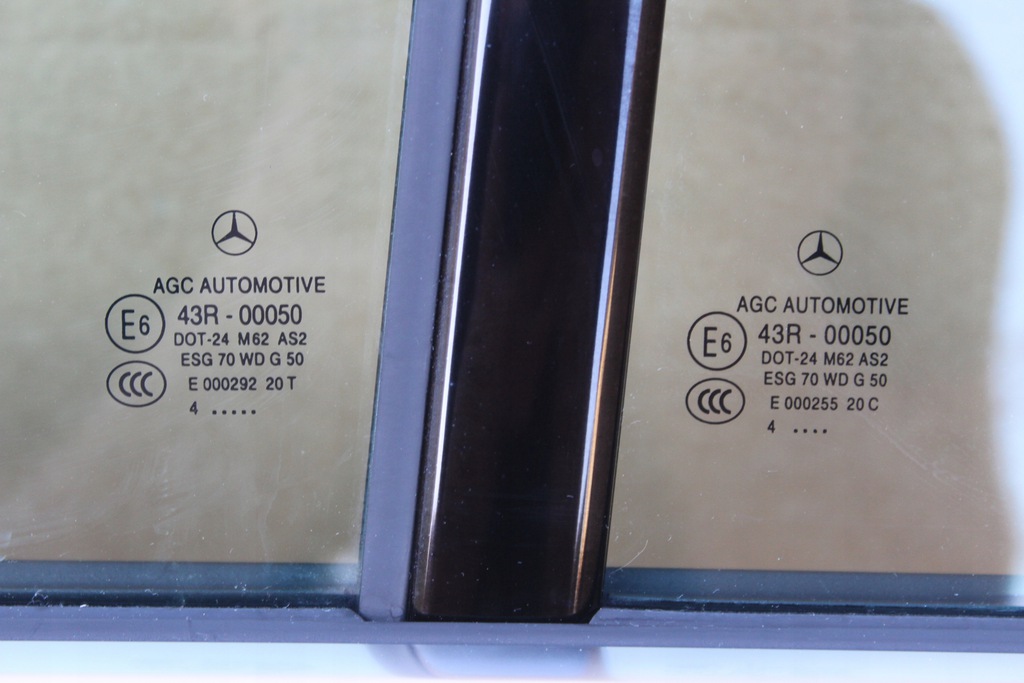 AGC AUTOMOTIVE
E6 43R - 00050
DOT-24 M62 AS2
ESG 70 WD G 50
CCC E 000292 20 T
4 .....
AGC AUTOMOTIVE
E6 43R - 00050
DOT-24 M62 AS2
ESG 70 WD G 50
CCC E 000255 20 C
4 ....